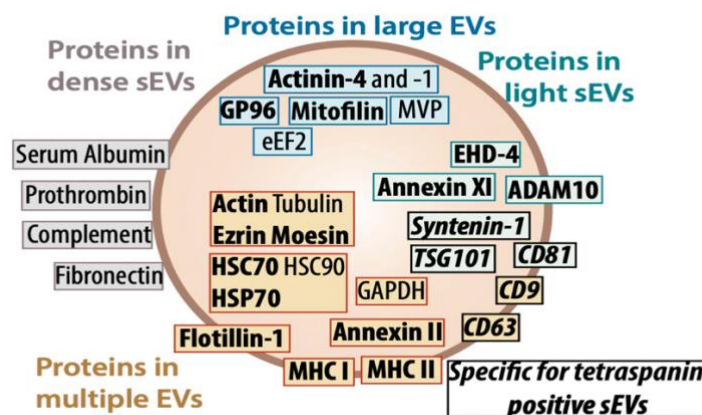 Proteins in large EVs
Proteins in
dense sEVs
Proteins in
light sEVs
Actinin-4 and -1
GP96 Mitofilin MVP
eEF2
Serum Albumin
Prothrombin
Complement
Fibronectin
EHD-4
Annexin XI ADAM10
Actin Tubulin
Ezrin Moesin
Syntenin-1
TSG101 CD81
HSC70 HSC90
HSP70
GAPDH
CD9
CD63
Flotillin-1
Annexin II
MHC I MHC II
Proteins in
multiple EVs
Specific for tetraspanin
positive sEVs